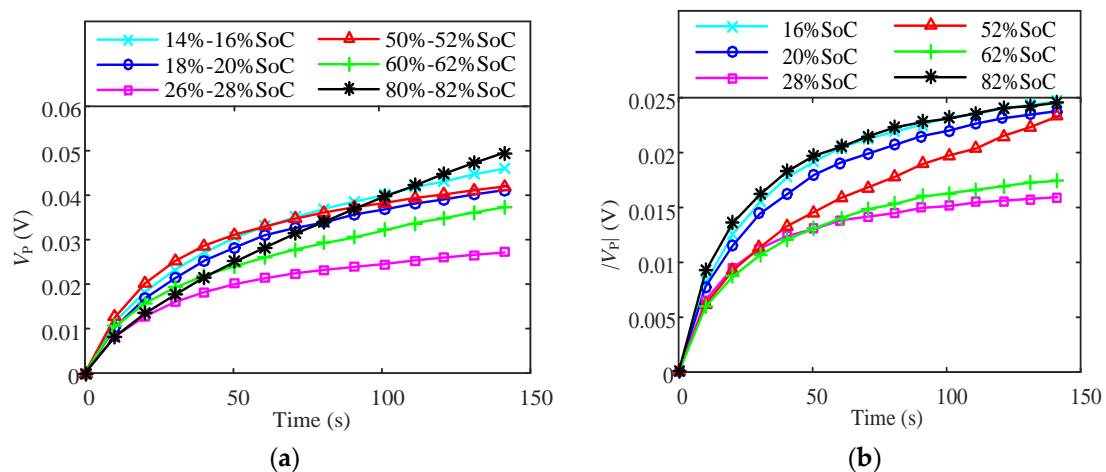 14%-16%SoC 50%-52%SoC
18%-20%SoC 60%-62%SoC
26%-28%SoC 80%-82%SoC
0.06
0.05
0.04
0.03
0.02
0.01
0
V_P (V)
0 50 100 150
Time (s)
(a)
16%SoC 52%SoC
20%SoC 62%SoC
28%SoC 82%SoC
0.025
0.02
0.015
0.01
0.005
0
/V_P| (V)
0 50 100 150
Time (s)
(b)